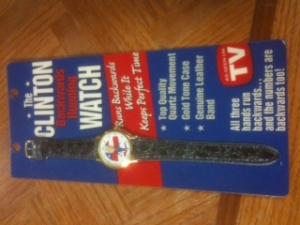 • The
CLINTON
Backwards
Running
WATCH
Runs Backwards
While It
Keeps Perfect Time
• Top Quality
Quartz Movement
• Gold Tone Case
• Genuine Leather
Band
AS SEEN ON
TV
All three
hands run
backwards...
and the numbers are
backwards too!